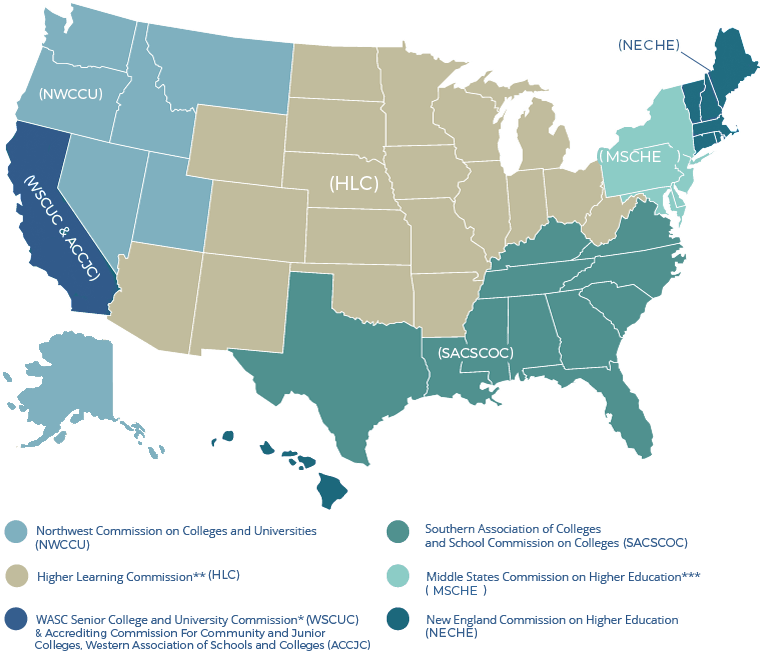 (NECHE)
(NWCCU)
(MSCHE )
(HLC)
(WSCUC & ACCJC)
(SACSCOC)
Northwest Commission on Colleges and Universities
(NWCCU)
Higher Learning Commission** (HLC)
WASC Senior College and University Commission* (WSCUC)
& Accrediting Commission For Community and Junior
Colleges, Western Association of Schools and Colleges (ACCJC)
Southern Association of Colleges
and School Commission on Colleges (SACSCOC)
Middle States Commission on Higher Education***
( MSCHE )
New England Commission on Higher Education
(NECHE)